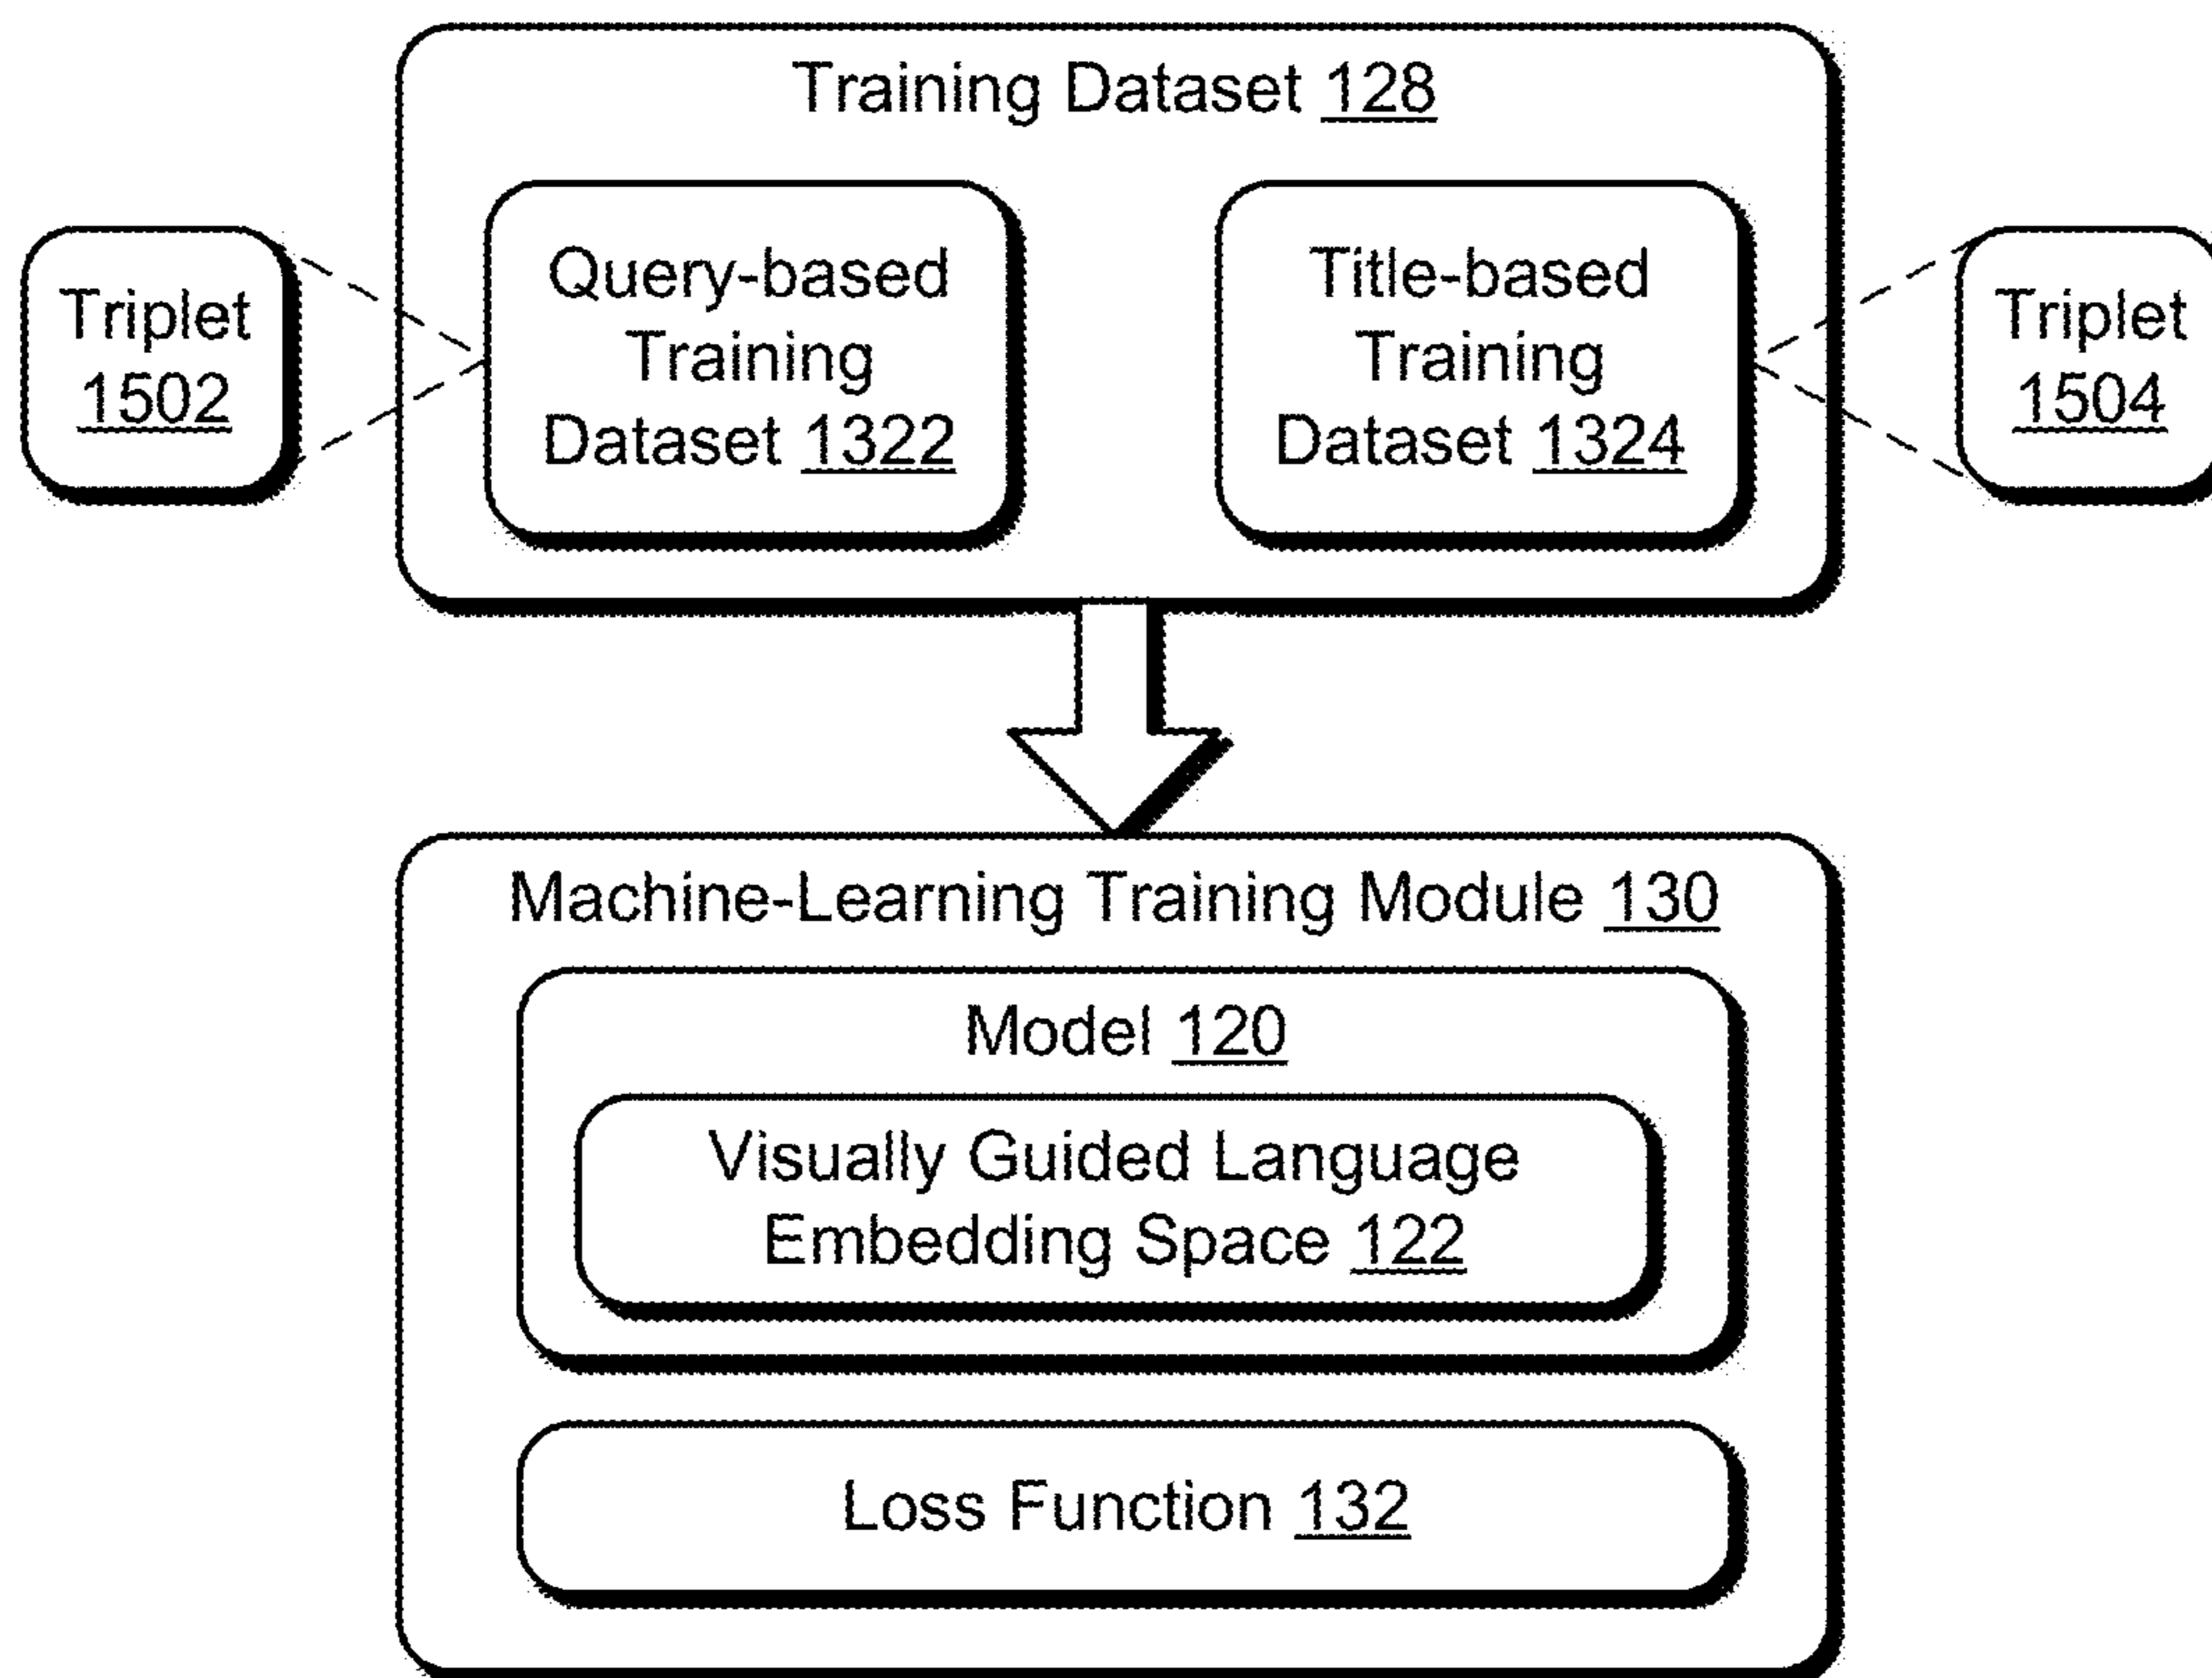 Training Dataset 128
Triplet
1502
Query-based
Training
Dataset 1322
Title-based
Training
Dataset 1324
Triplet
1504
Machine-Learning Training Module 130
Model 120
Visually Guided Language
Embedding Space 122
Loss Function 132